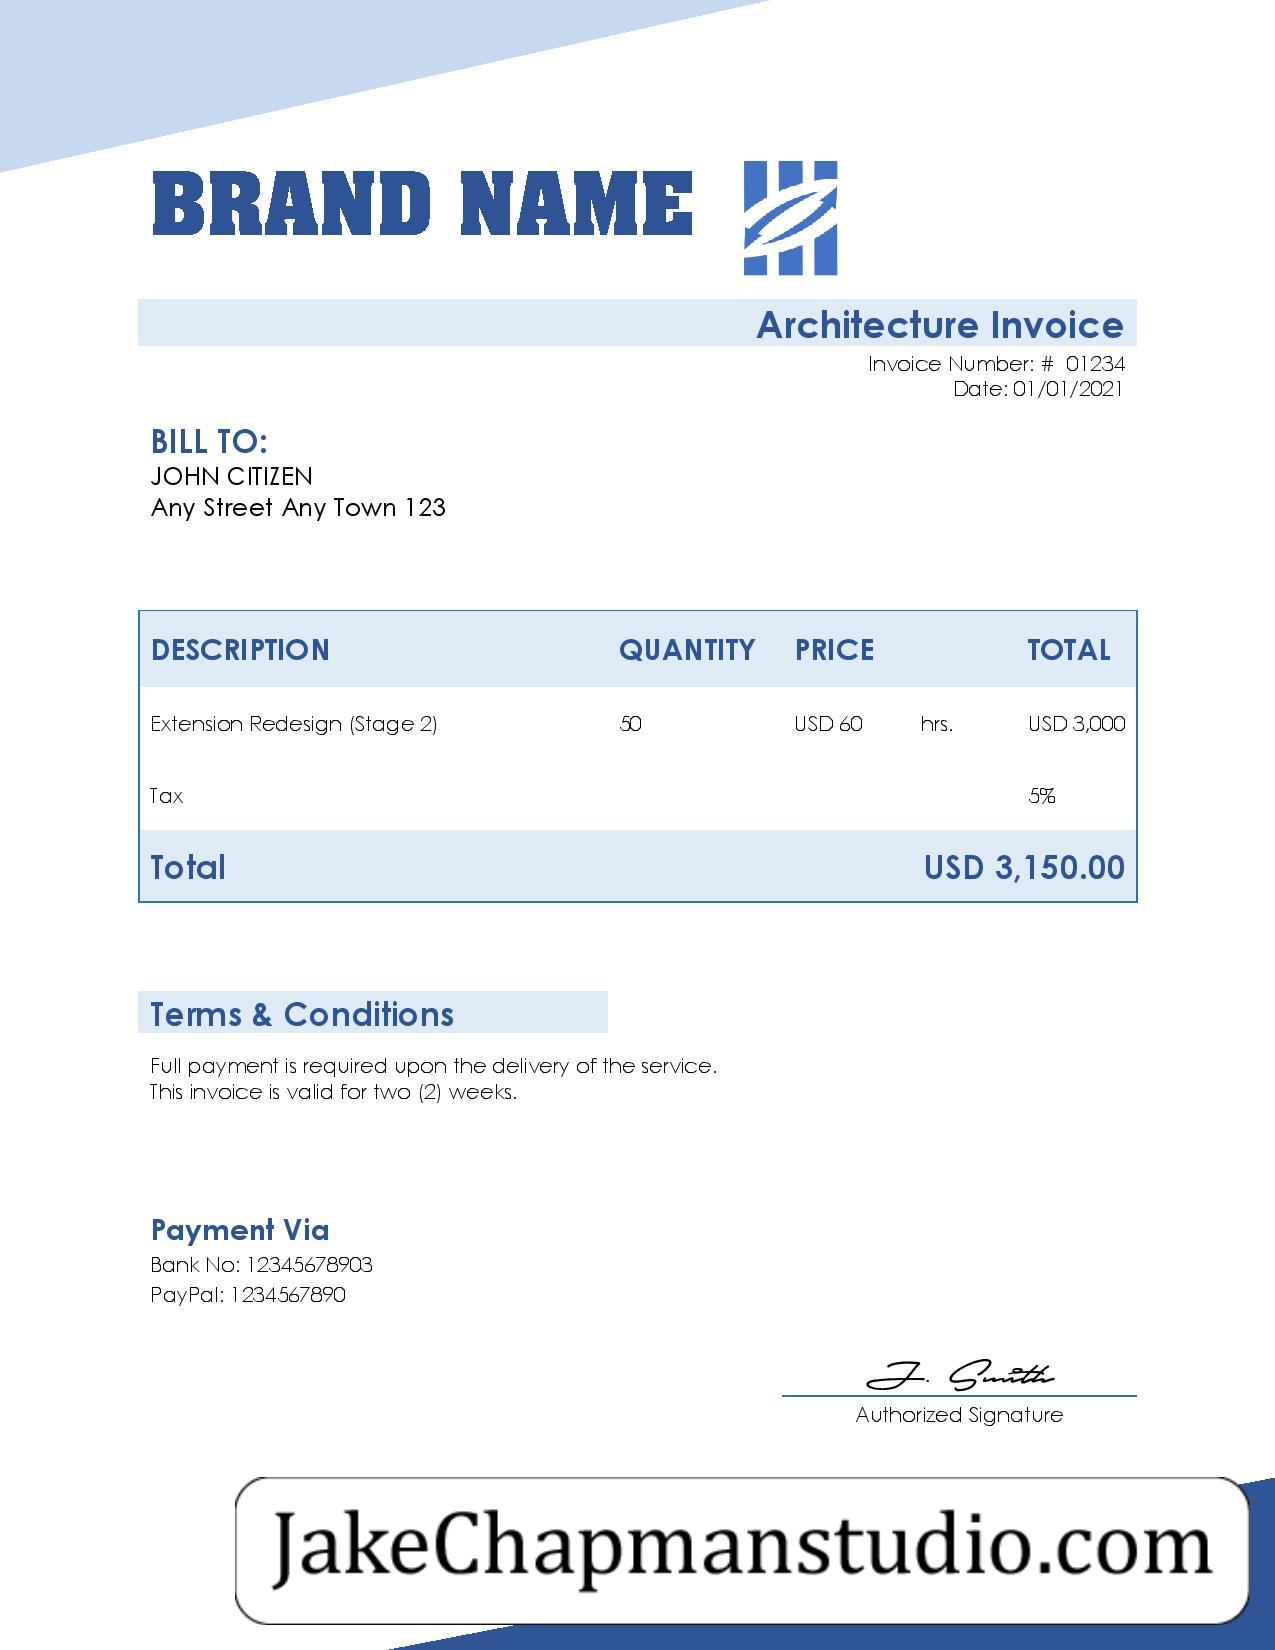 BRAND NAME
Architecture Invoice
Invoice Number: # 01234
Date: 01/01/2021
BILL TO:
JOHN CITIZEN
Any Street Any Town 123
DESCRIPTION QUANTITY PRICE TOTAL
Extension Redesign (Stage 2) 50 USD 60 hrs. USD 3,000
Tax 5%
Total USD 3,150.00
Terms & Conditions
Full payment is required upon the delivery of the service.
This invoice is valid for two (2) weeks.
Payment Via
Bank No: 12345678903
PayPal: 1234567890
J. Smith
Authorized Signature
JakeChapmanstudio.com